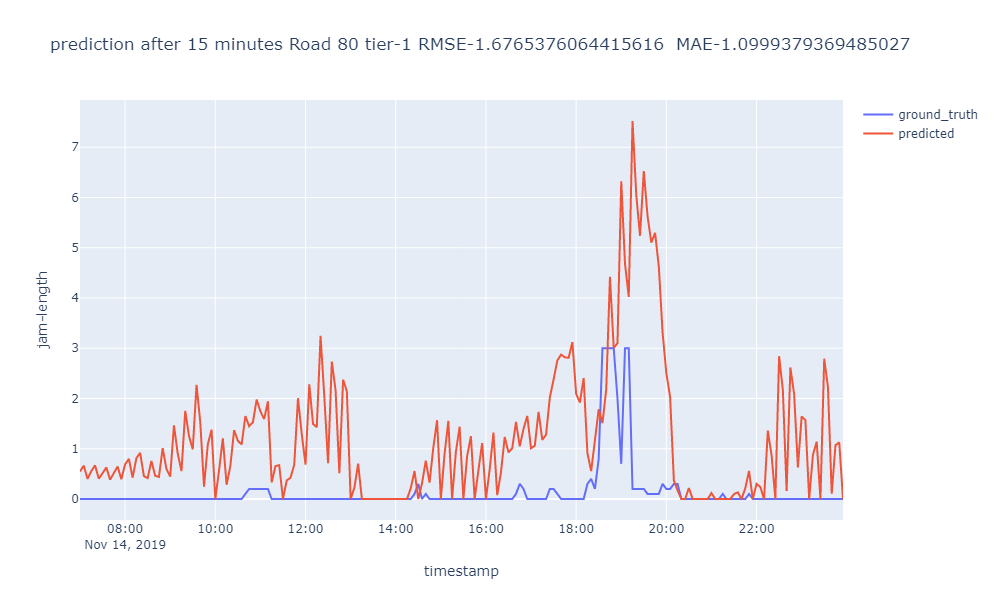 prediction after 15 minutes Road 80 tier-1 RMSE-1.6765376064415616  MAE-1.0999379369485027
ground_truth
predicted
7
6
5
4
3
2
1
0
jam-length
08:00 10:00 12:00 14:00 16:00 18:00 20:00 22:00
Nov 14, 2019
timestamp